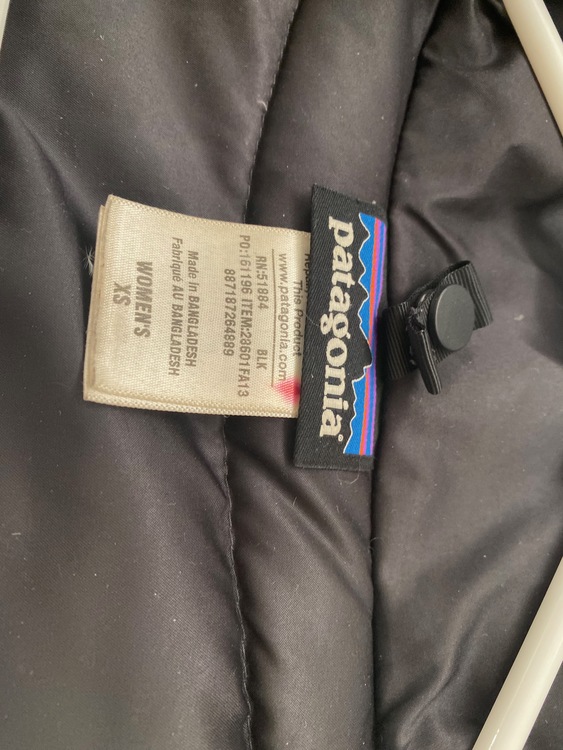 patagonia
This Product
www.patagonia.com
RN:51884 BLK
PO:161196 ITEM:28601FA13
887187264889
Made in BANGLADESH
Fabriqué AU BANGLADESH
WOMEN'S
XS